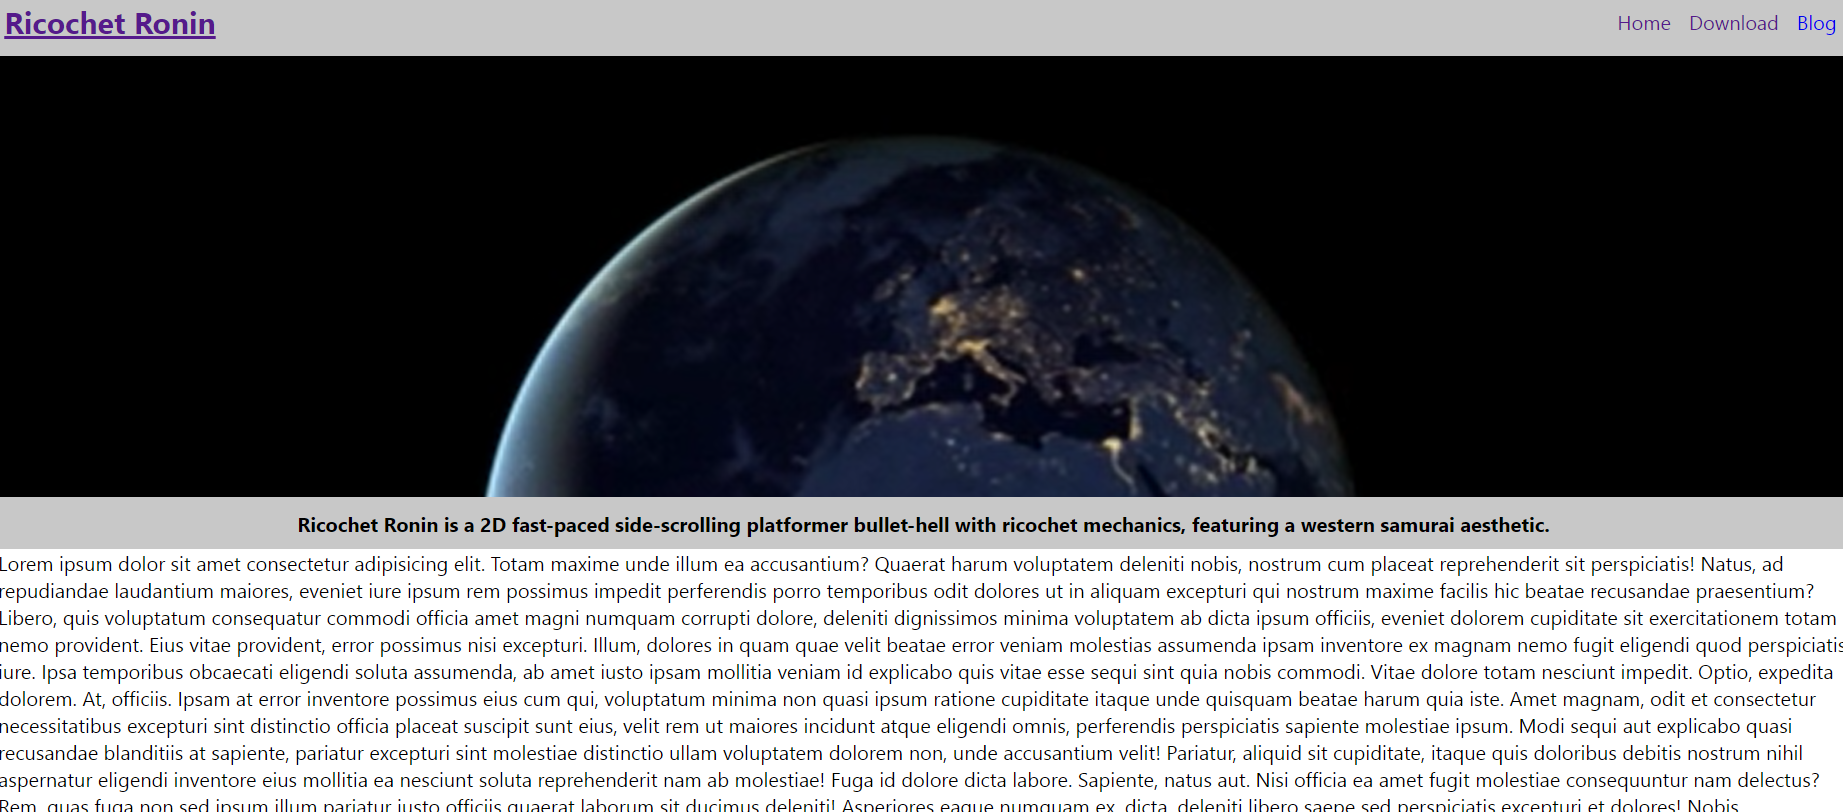 Ricochet Ronin
Home Download Blog
Ricochet Ronin is a 2D fast-paced side-scrolling platformer bullet-hell with ricochet mechanics, featuring a western samurai aesthetic.
Lorem ipsum dolor sit amet consectetur adipisicing elit. Totam maxime unde illum ea accusantium? Quaerat harum voluptatem deleniti nobis, nostrum cum placeat reprehenderit sit perspiciatis! Natus, ad
repudiandae laudantium maiores, eveniet iure ipsum rem possimus impedit perferendis porro temporibus odit dolores ut in aliquam excepturi qui nostrum maxime facilis hic beatae recusandae praesentium?
Libero, quis voluptatum consequatur commodi officia amet magni numquam corrupti dolore, deleniti dignissimos minima voluptatem ab dicta ipsum officiis, eveniet dolorem cupiditate sit exercitationem totam
nemo provident. Eius vitae provident, error possimus nisi excepturi. Illum, dolores in quam quae velit beatae error veniam molestias assumenda ipsam inventore ex magnam nemo fugit eligendi quod perspiciatis
iure. Ipsa temporibus obcaecati eligendi soluta assumenda, ab amet iusto ipsam mollitia veniam id explicabo quis vitae esse sequi sint quia nobis commodi. Vitae dolore totam nesciunt impedit. Optio, expedita
dolorem. At, officiis. Ipsam at error inventore possimus eius cum qui, voluptatum minima non quasi ipsum ratione cupiditate itaque unde quisquam beatae harum quia iste. Amet magnam, odit et consectetur
necessitatibus excepturi sint distinctio officia placeat suscipit sunt eius, velit rem ut maiores incidunt atque eligendi omnis, perferendis perspiciatis sapiente molestiae ipsum. Modi sequi aut explicabo quasi
recusandae blanditiis at sapiente, pariatur excepturi sint molestiae distinctio ullam voluptatem dolorem non, unde accusantium velit! Pariatur, aliquid sit cupiditate, itaque quis doloribus debitis nostrum nihil
aspernatur eligendi inventore eius mollitia ea nesciunt soluta reprehenderit nam ab molestiae! Fuga id dolore dicta labore. Sapiente, natus aut. Nisi officia ea amet fugit molestiae consequuntur nam delectus?
Rem, quas fuga non sed ipsum illum pariatur iusto officiis quaerat laborum sit ducimus deleniti! Asperiores eaque numquam ex, dicta, deleniti libero saepe sed perspiciatis excepturi et dolores! Nobis